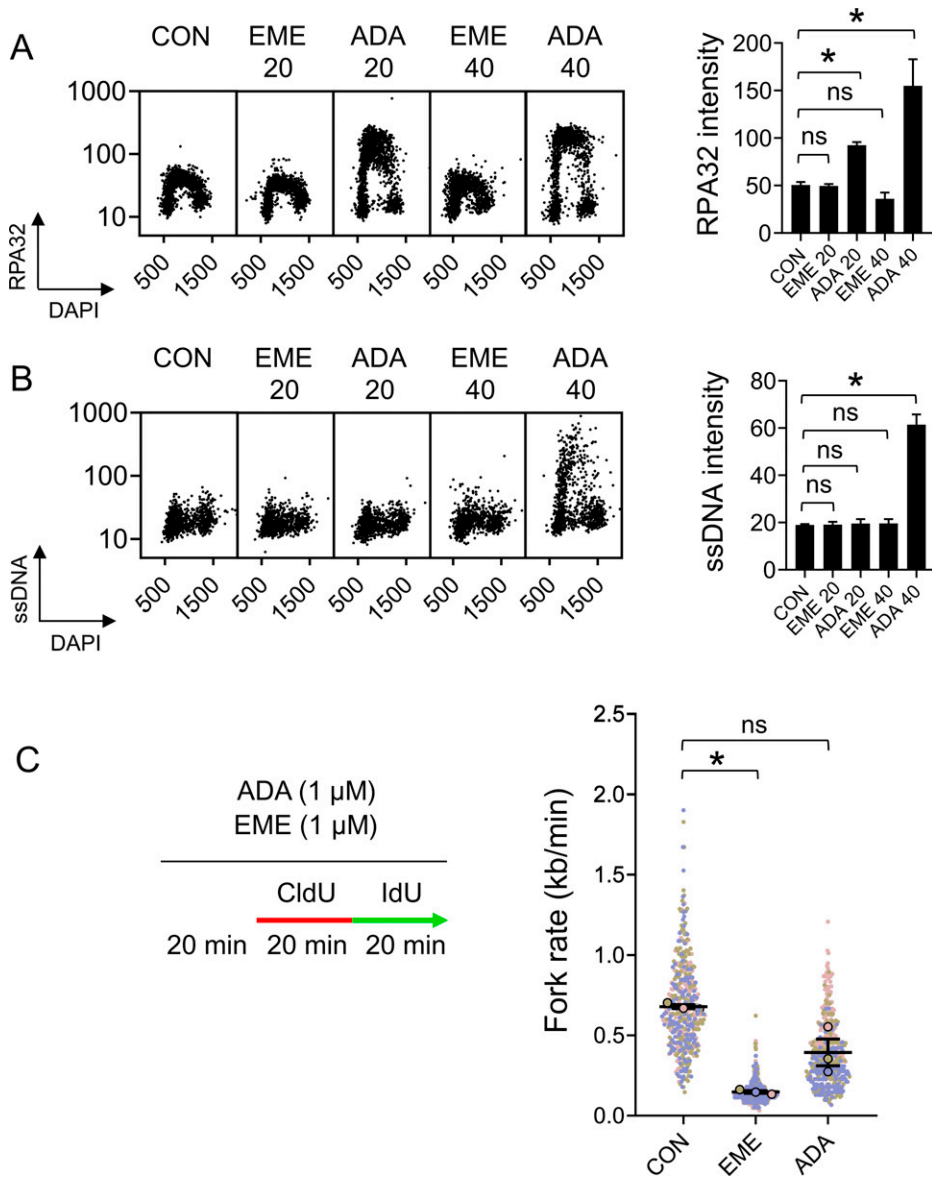 A
CON
EME
20
ADA
20
EME
40
ADA
40
1000
100
10
RPA32
DAPI
500
1500
500
1500
500
1500
500
1500
500
1500
RPA32 intensity
200
150
100
50
0
*
*
ns
ns
CON
EME 20
ADA 20
EME 40
ADA 40
B
CON
EME
20
ADA
20
EME
40
ADA
40
1000
100
10
ssDNA
DAPI
500
1500
500
1500
500
1500
500
1500
500
1500
ssDNA intensity
80
60
40
20
0
*
ns
ns
ns
CON
EME 20
ADA 20
EME 40
ADA 40
C
ADA (1 µM)
EME (1 µM)
CldU IdU
20 min 20 min 20 min
Fork rate (kb/min)
2.5
2.0
1.5
1.0
0.5
0.0
ns
*
CON
EME
ADA